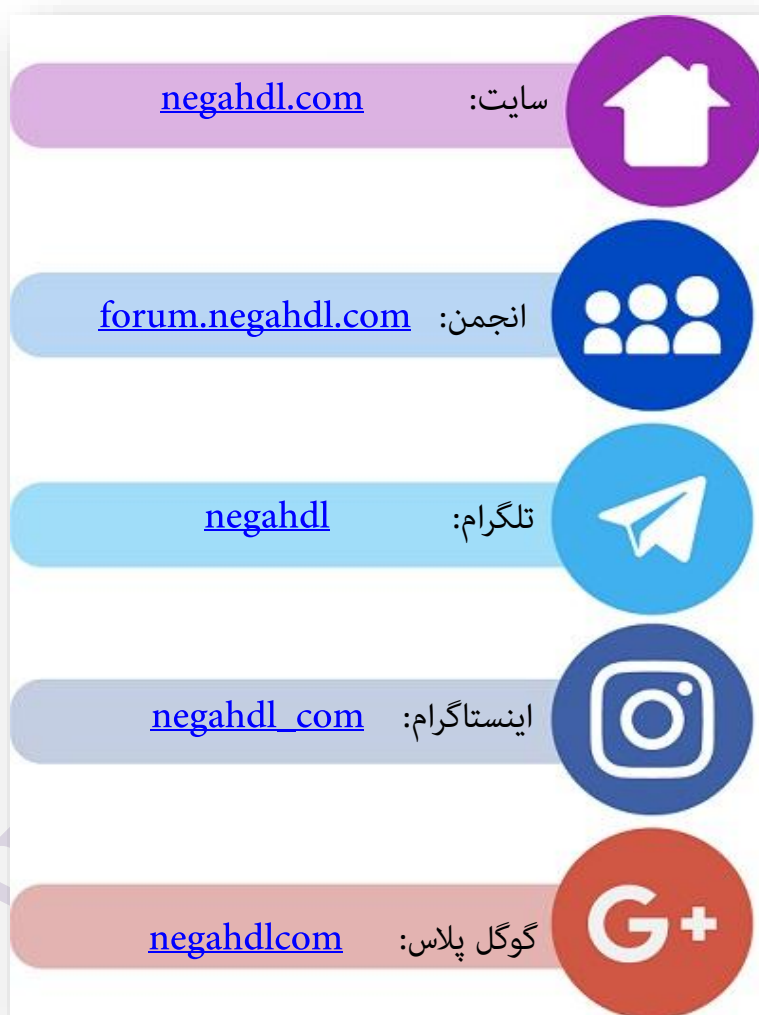 سایت: negahdl.com
انجمن: forum.negahdl.com
تلگرام: negahdl
اینستاگرام: negahdl_com
گوگل پلاس: negahdlcom
G+